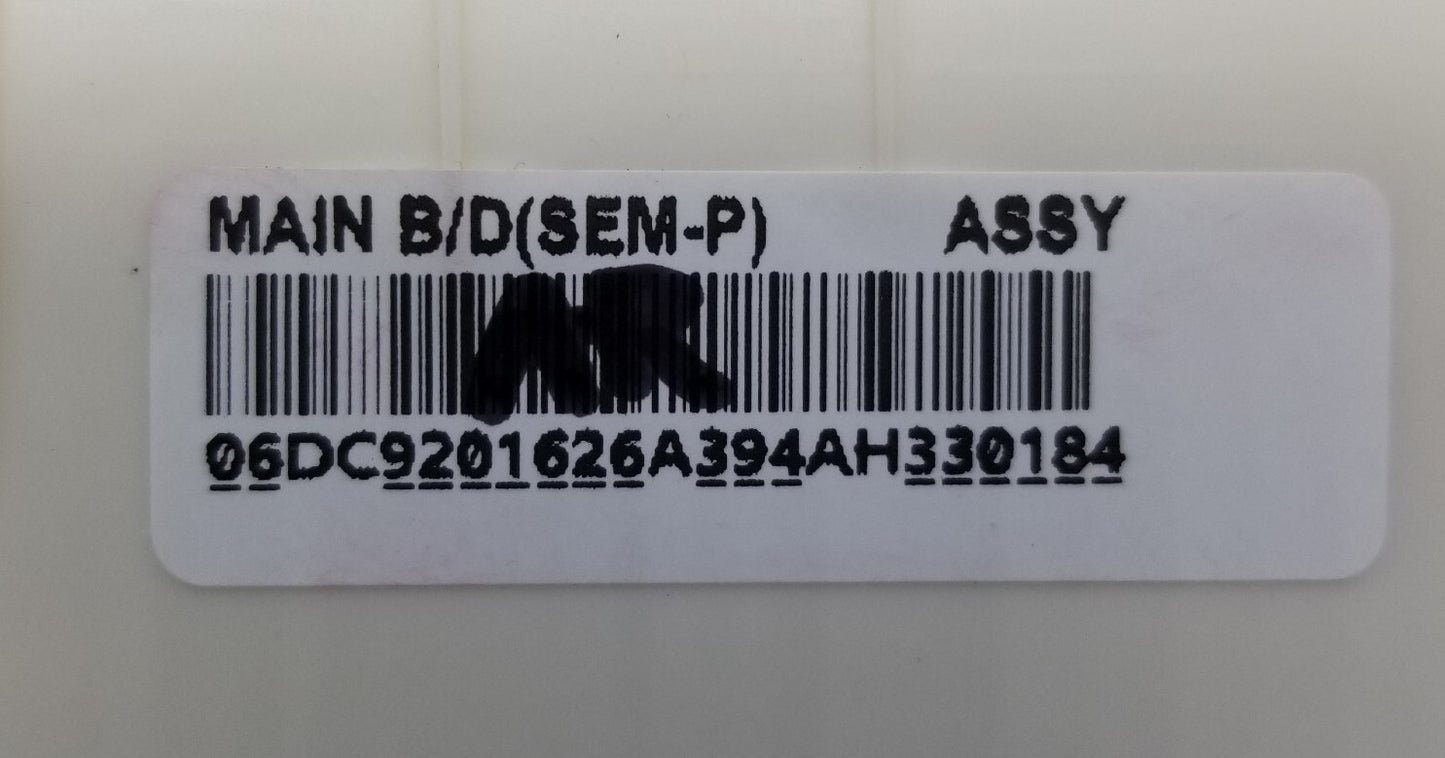 MAIN B/D(SEM-P) ASSY
06DC9201626A394AH330184